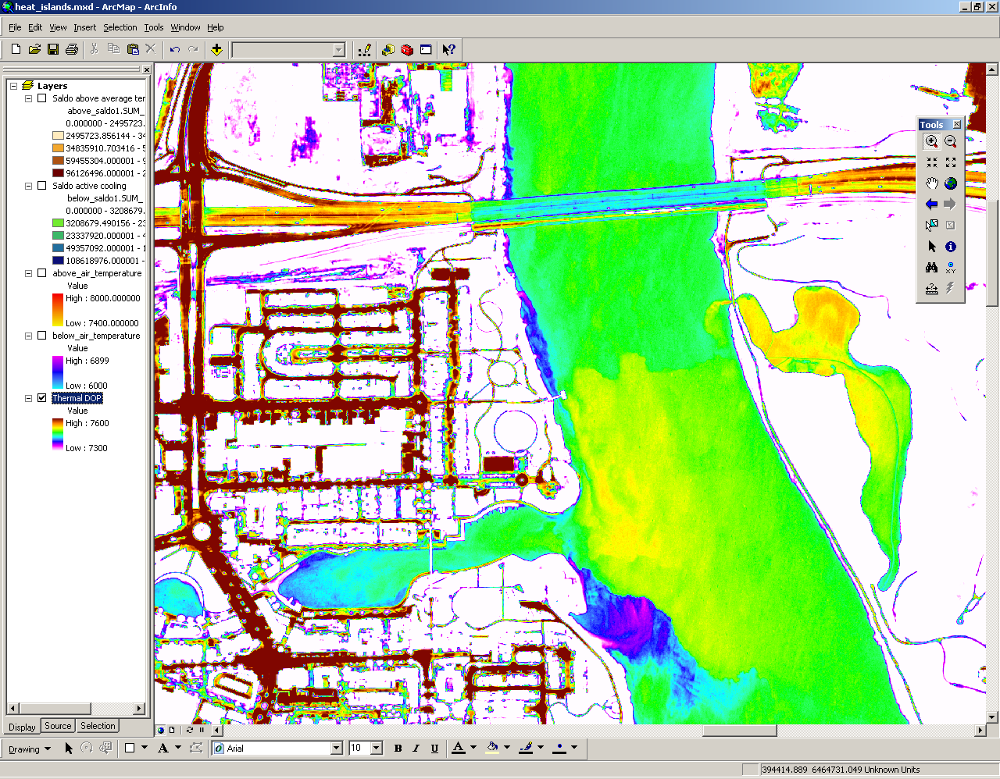 heat_islands.mxd - ArcMap - ArcInfo
File Edit View Insert Selection Tools Window Help
Layers
Saldo above average ter
above_saldo1.SUM_
0.000000 - 2495723.
2495723.856144 - 34
34835910.703416 - 5
59455304.000001 - 9
96126496.000001 - 2
Saldo active cooling
below_saldo1.SUM_
0.000000 - 3208679.
3208679.490156 - 23
23337920.000001 - 4
49357092.000001 - 1
108618976.000001 -
above_air_temperature
Value
High : 8000.000000
Low : 7400.000000
below_air_temperature
Value
High : 6899
Low : 6000
Thermal DOP
Value
High : 7600
Low : 7300
Tools
XY
Display Source Selection
Drawing A Arial 10 B I U A
394414.889 6464731.049 Unknown Units